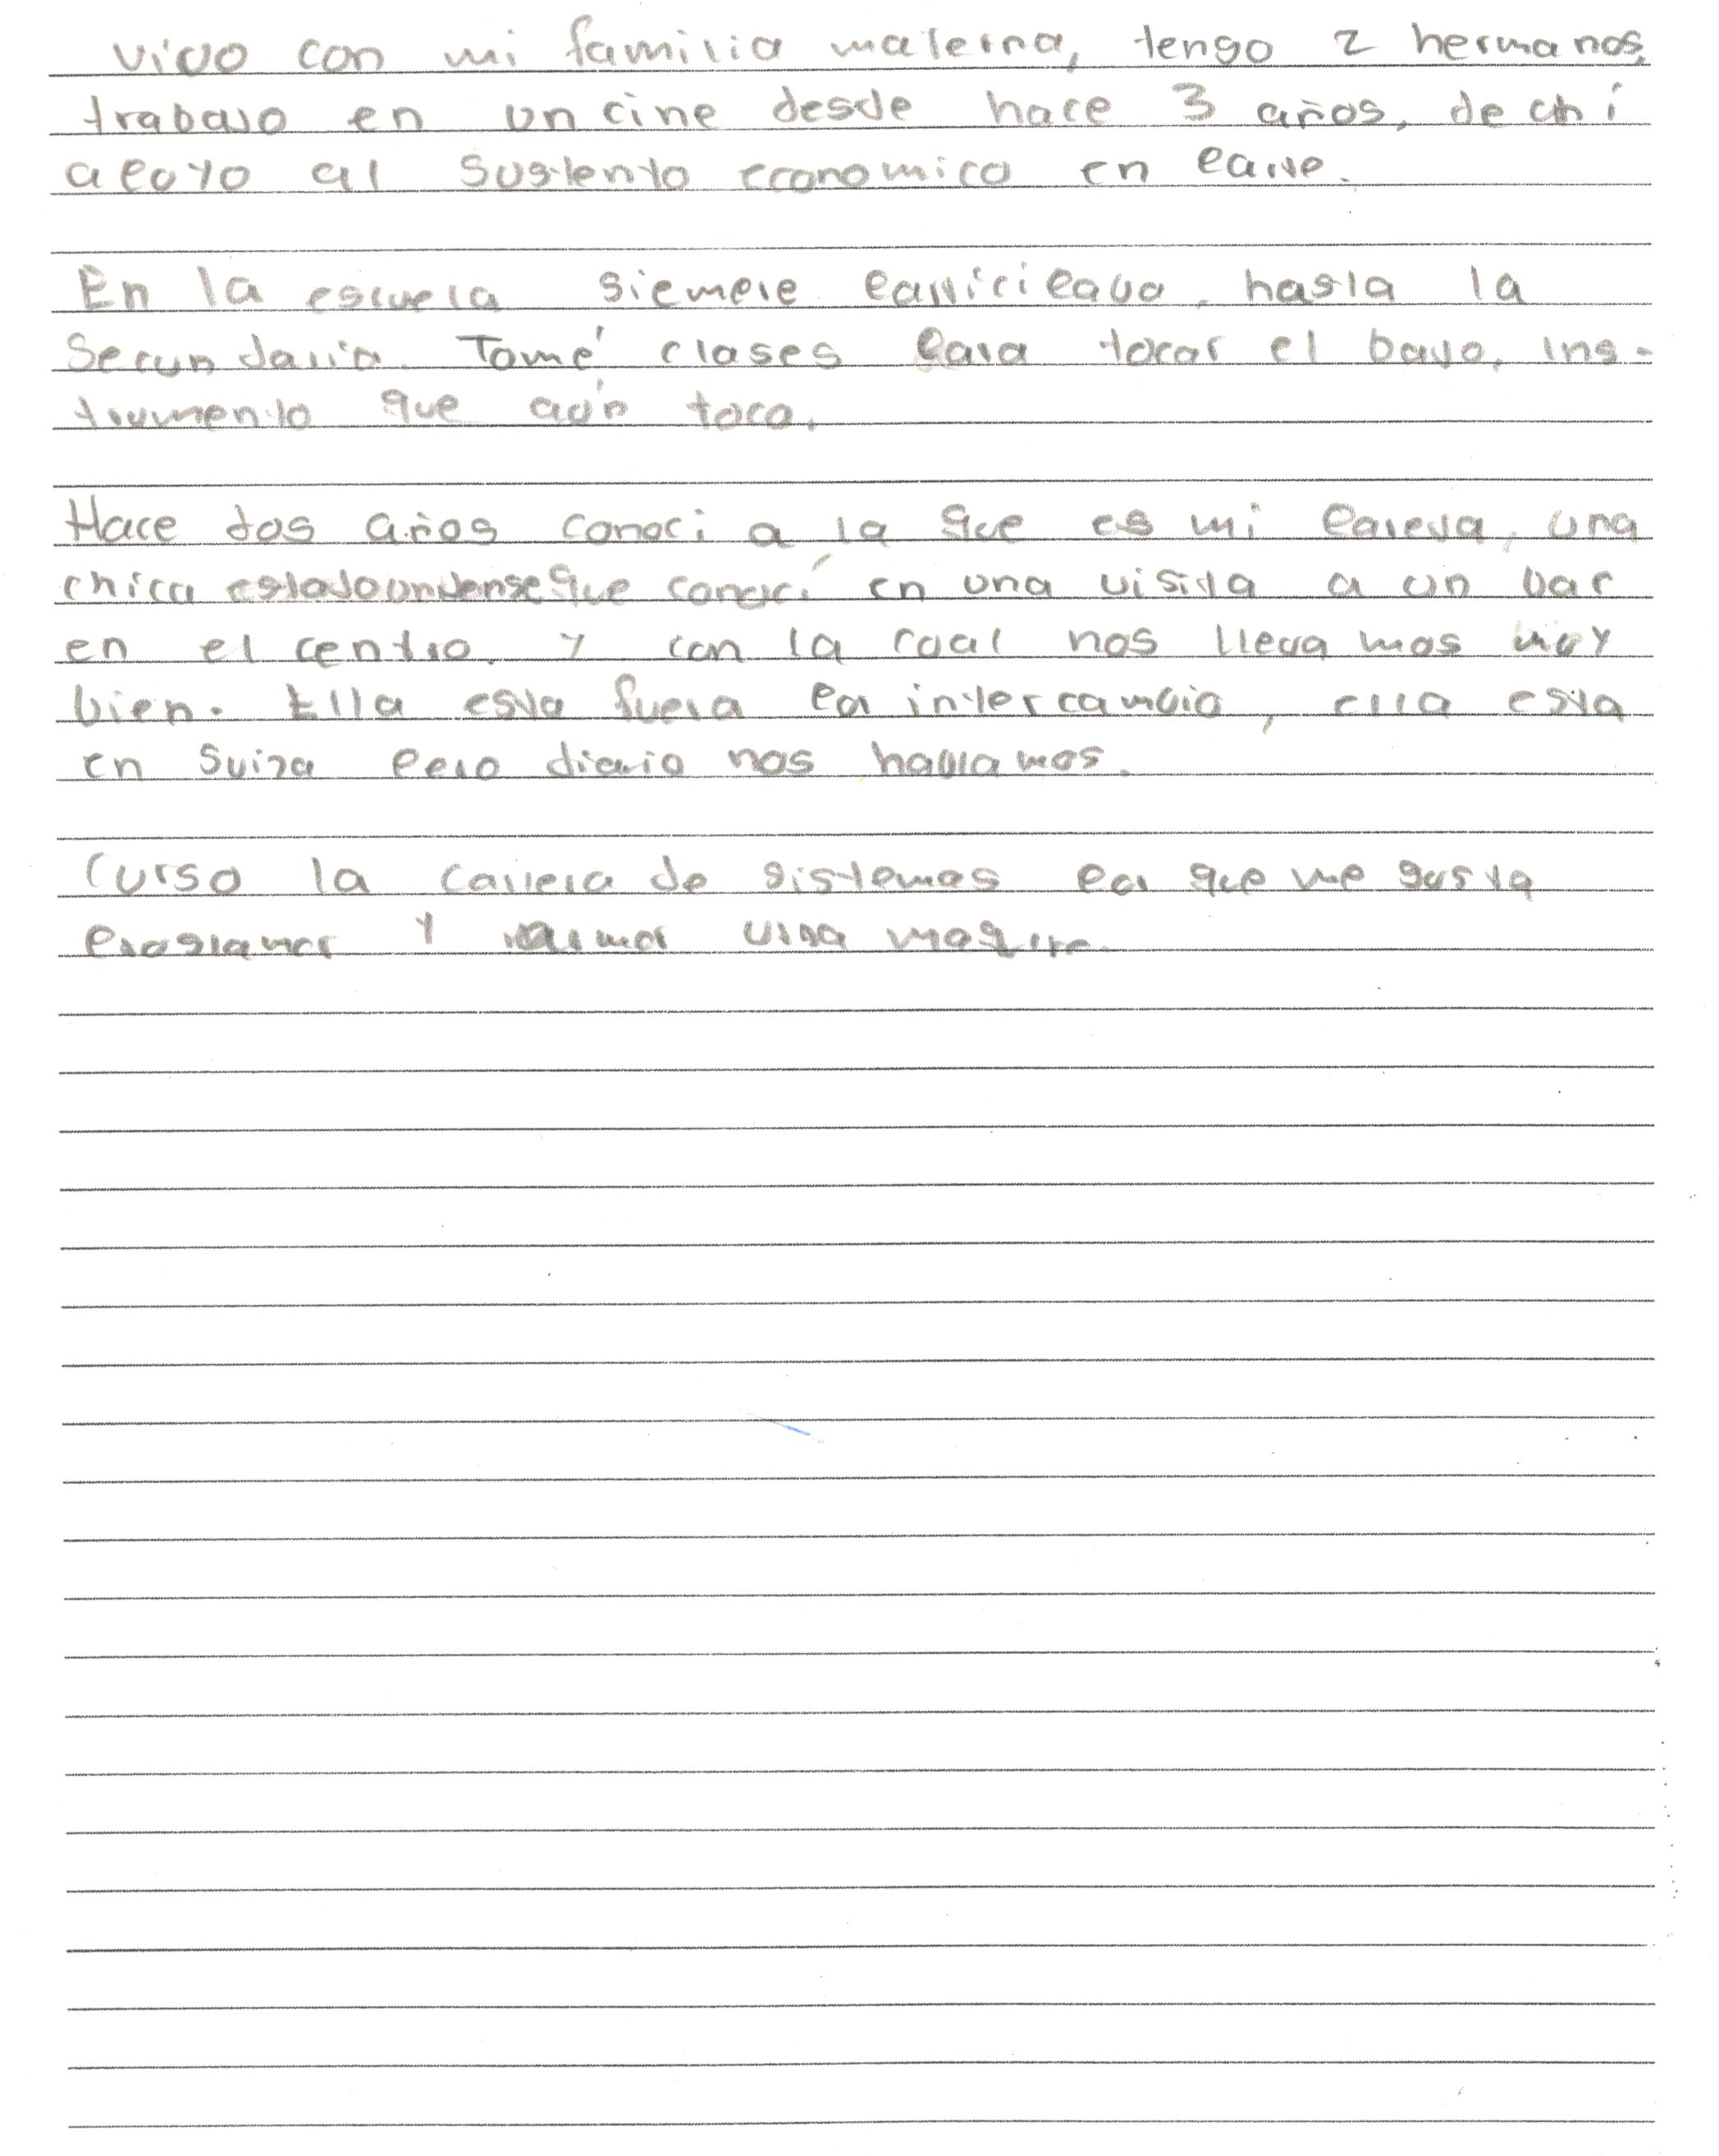 vivo con mi familia materna, tengo 2 hermanos,
trabajo en un cine desde hace 3 años, de ahí
apoyo al sustento economico en parte.
En la escuela siempre participaba, hasta la
Secundaria. Tomé clases para tocar el bajo, ins-
trumento que aún toco.
Hace dos años conoci a la que es mi pareja, una
chica estadounidense que conocí en una visita a un bar
en el centro, y con la cual nos llevamos muy
bien. Ella esta fuera por intercambio, ella esta
en Suiza pero diario nos hablamos.
Curso la carrera de sistemas por que me gusta
programar y una